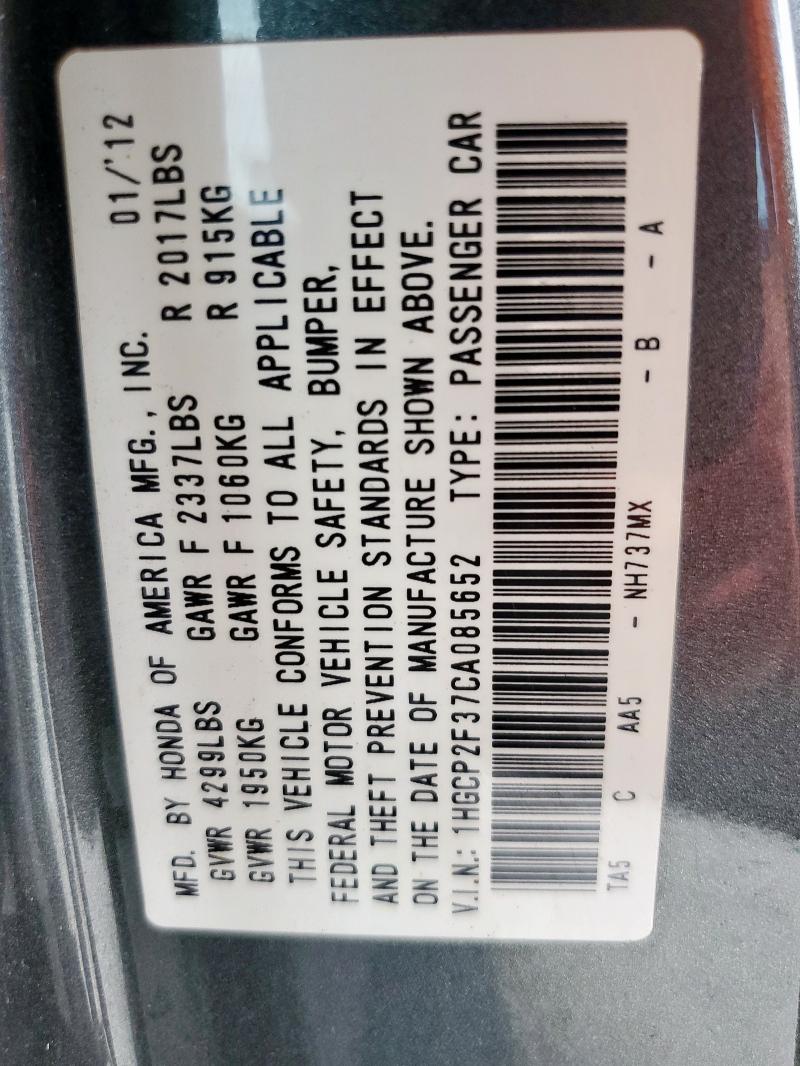 MFD. BY HONDA OF AMERICA MFG., INC. 01/'12
GVWR 4299LBS GAWR F 2337LBS R 2017LBS
GVWR 1950KG GAWR F 1060KG R 915KG
THIS VEHICLE CONFORMS TO ALL APPLICABLE
FEDERAL MOTOR VEHICLE SAFETY, BUMPER,
AND THEFT PREVENTION STANDARDS IN EFFECT
ON THE DATE OF MANUFACTURE SHOWN ABOVE.
V.I.N.: 1HGCP2F37CA085652 TYPE: PASSENGER CAR
TA5 C AA5 - NH737MX - B - A